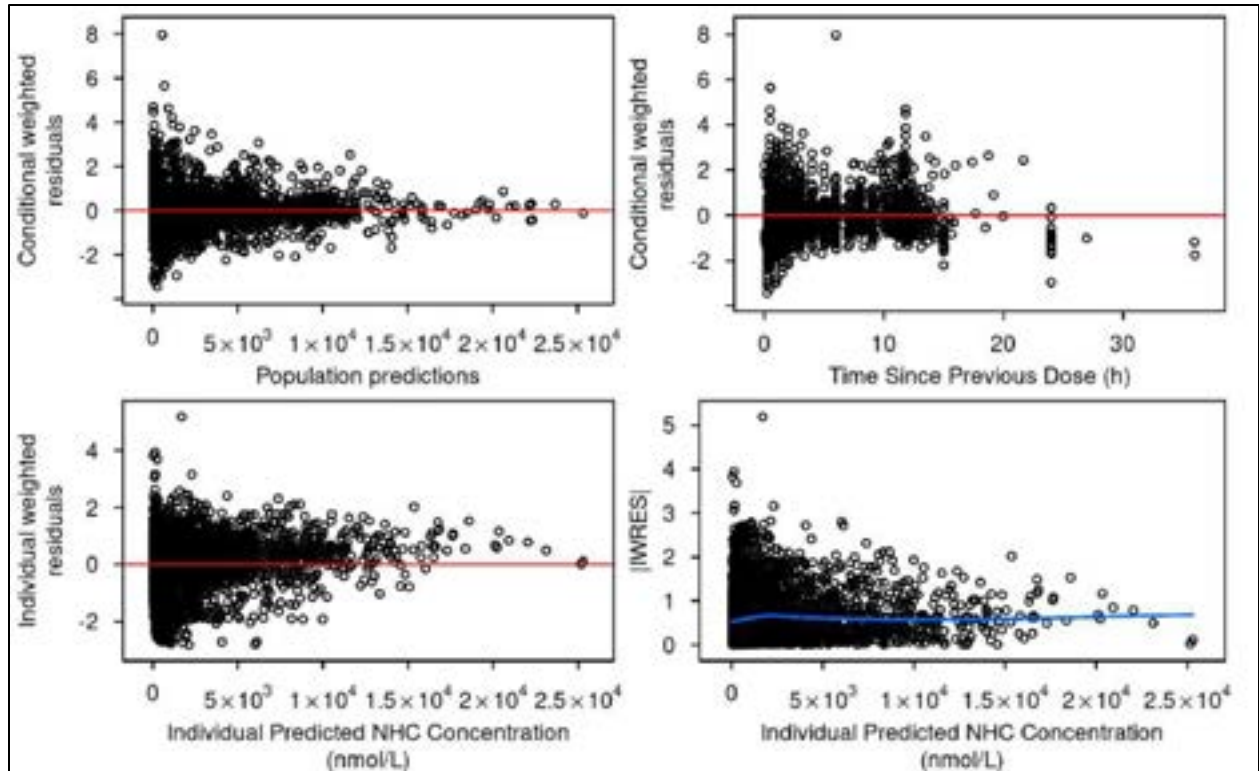 Conditional weighted
residuals
8
6
4
2
0
-2
0
5×10³ 1×10⁴ 1.5×10⁴ 2×10⁴ 2.5×10⁴
Population predictions
Conditional weighted
residuals
8
6
4
2
0
-2
0 10 20 30
Time Since Previous Dose (h)
Individual weighted
residuals
4
2
0
-2
0
5×10³ 1×10⁴ 1.5×10⁴ 2×10⁴ 2.5×10⁴
Individual Predicted NHC Concentration
(nmol/L)
|IWRES|
5
4
3
2
1
0
0
5×10³ 1×10⁴ 1.5×10⁴ 2×10⁴ 2.5×10⁴
Individual Predicted NHC Concentration
(nmol/L)